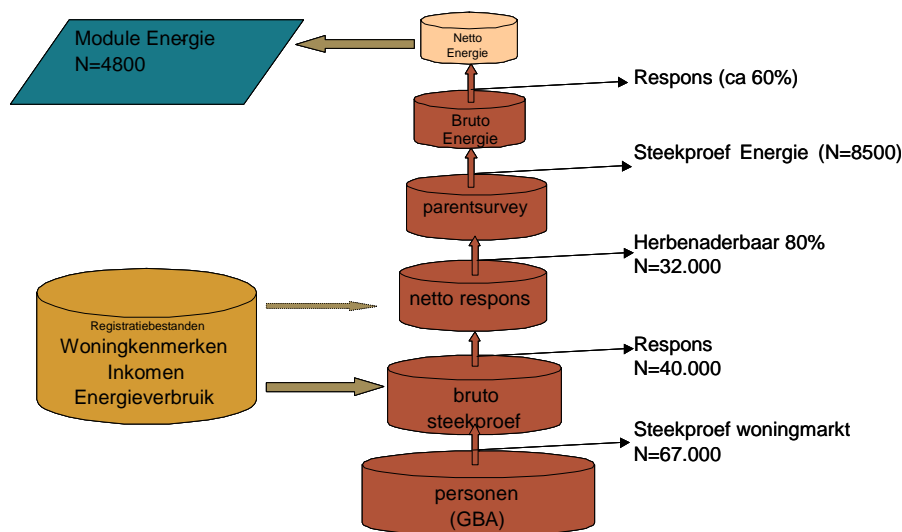 Module Energie
N=4800
Netto
Energie
Respons (ca 60%)
Bruto
Energie
Steekproef Energie (N=8500)
parentsurvey
Herbenaderbaar 80%
N=32.000
netto respons
Registratiebestanden
Woningkenmerken
Inkomen
Energieverbruik
Respons
N=40.000
bruto
steekproef
Steekproef woningmarkt
N=67.000
personen
(GBA)